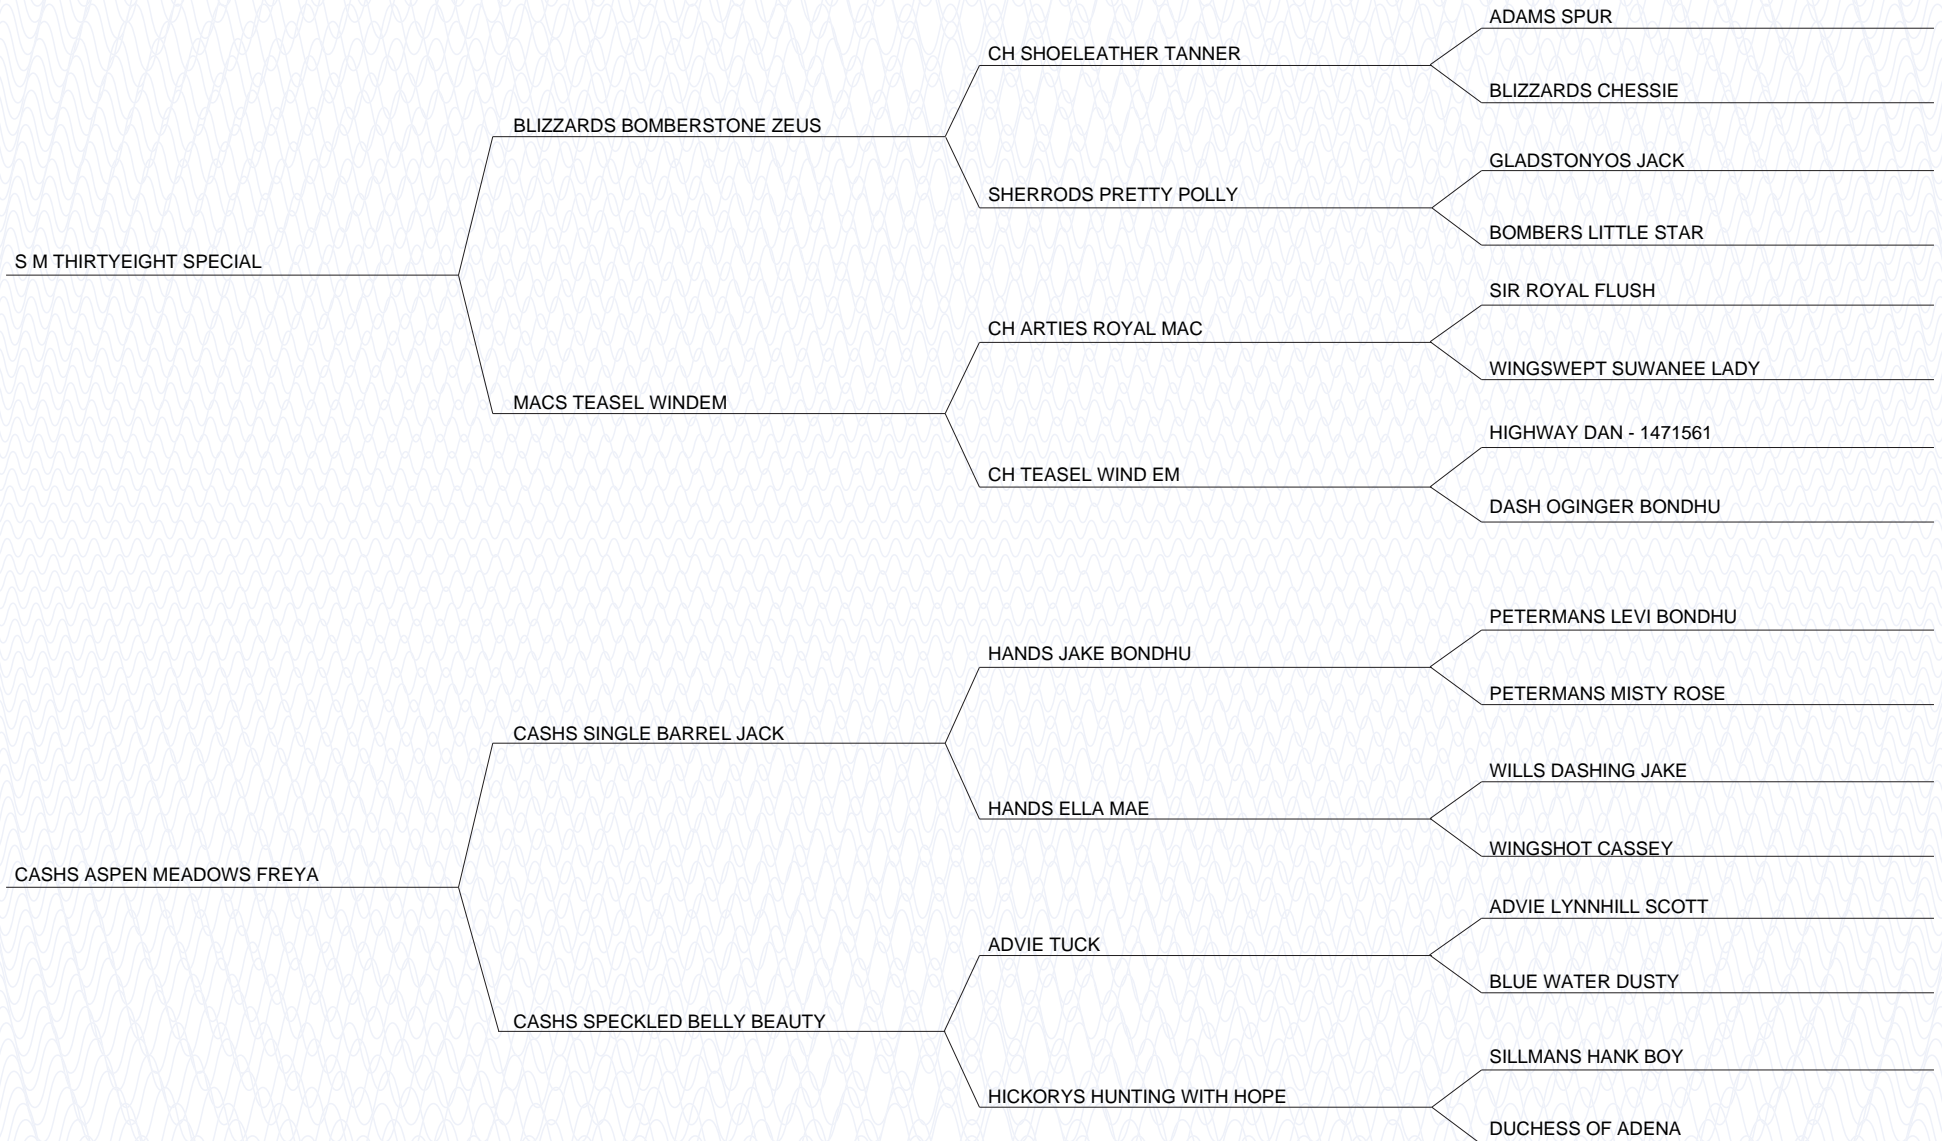 ADAMS SPUR
CH SHOELEATHER TANNER
BLIZZARDS CHESSIE
BLIZZARDS BOMBERSTONE ZEUS
GLADSTONYOS JACK
SHERRODS PRETTY POLLY
BOMBERS LITTLE STAR
S M THIRTYEIGHT SPECIAL
SIR ROYAL FLUSH
CH ARTIES ROYAL MAC
WINGSWEPT SUWANEE LADY
MACS TEASEL WINDEM
HIGHWAY DAN - 1471561
CH TEASEL WIND EM
DASH OGINGER BONDHU
PETERMANS LEVI BONDHU
HANDS JAKE BONDHU
PETERMANS MISTY ROSE
CASHS SINGLE BARREL JACK
WILLS DASHING JAKE
HANDS ELLA MAE
WINGSHOT CASSEY
CASHS ASPEN MEADOWS FREYA
ADVIE LYNNHILL SCOTT
ADVIE TUCK
BLUE WATER DUSTY
CASHS SPECKLED BELLY BEAUTY
SILLMANS HANK BOY
HICKORYS HUNTING WITH HOPE
DUCHESS OF ADENA